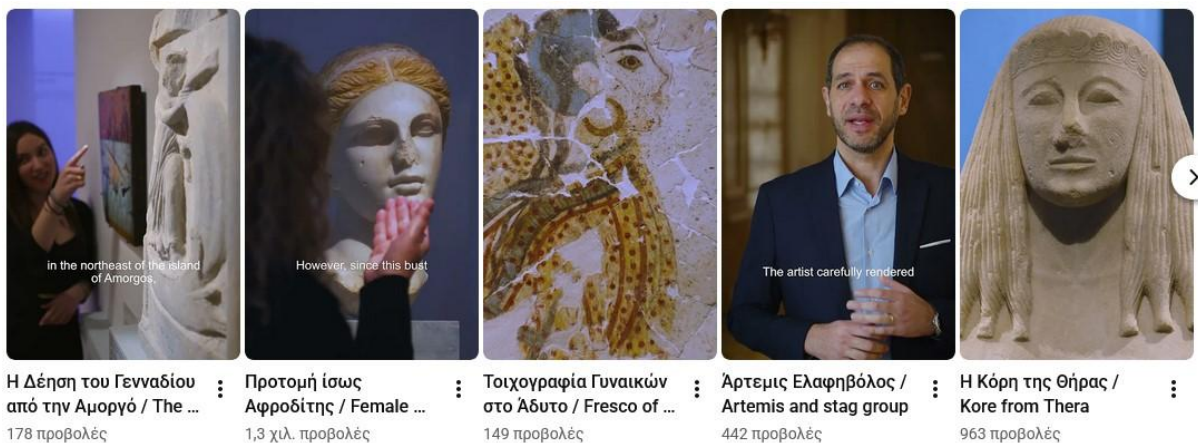 in the northeast of the island
of Amorgos,
However, since this bust
The artist carefully rendered
Η Δέηση του Γενναδίου
από την Αμοργό / The ...
178 προβολές
Προτομή ίσως
Αφροδίτης / Female ...
1,3 χιλ. προβολές
Τοιχογραφία Γυναικών
στο Άδυτο / Fresco of ...
149 προβολές
Άρτεμις Ελαφηβόλος /
Artemis and stag group
442 προβολές
Η Κόρη της Θήρας /
Kore from Thera
963 προβολές